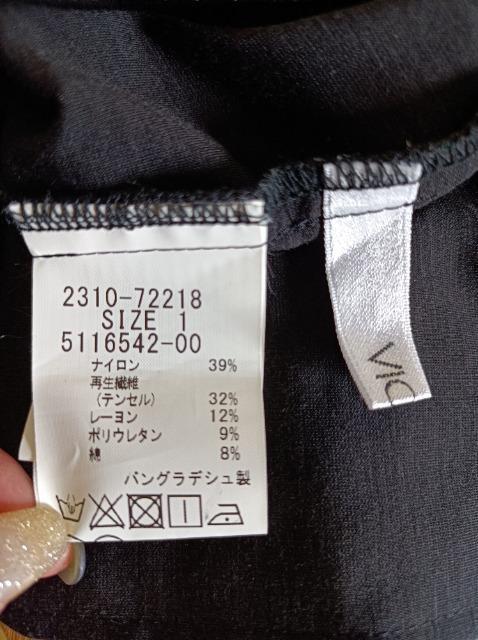 2310-72218
SIZE 1
5116542-00
ナイロン 39%
再生繊維
(テンセル) 32%
レーヨン 12%
ポリウレタン 9%
綿 8%
バングラデシュ製
VIC